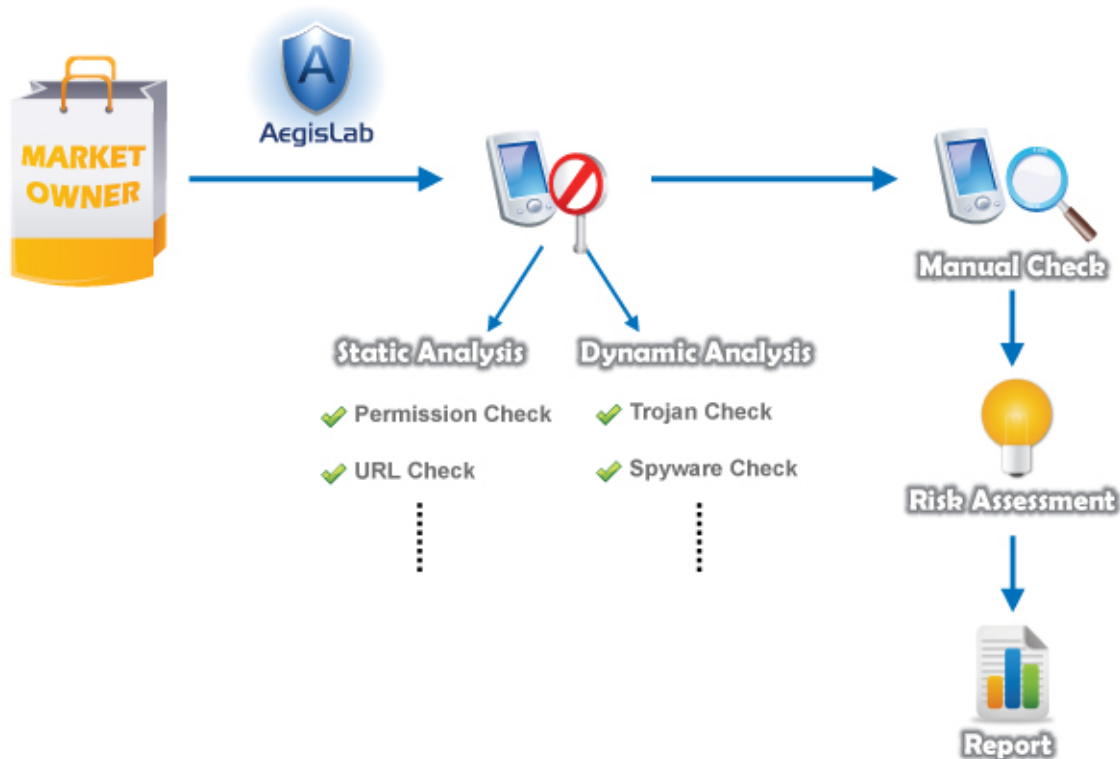 MARKET
OWNER
A
AegisLab
Manual Check
Static Analysis
Permission Check
URL Check
Dynamic Analysis
Trojan Check
Spyware Check
Risk Assessment
Report